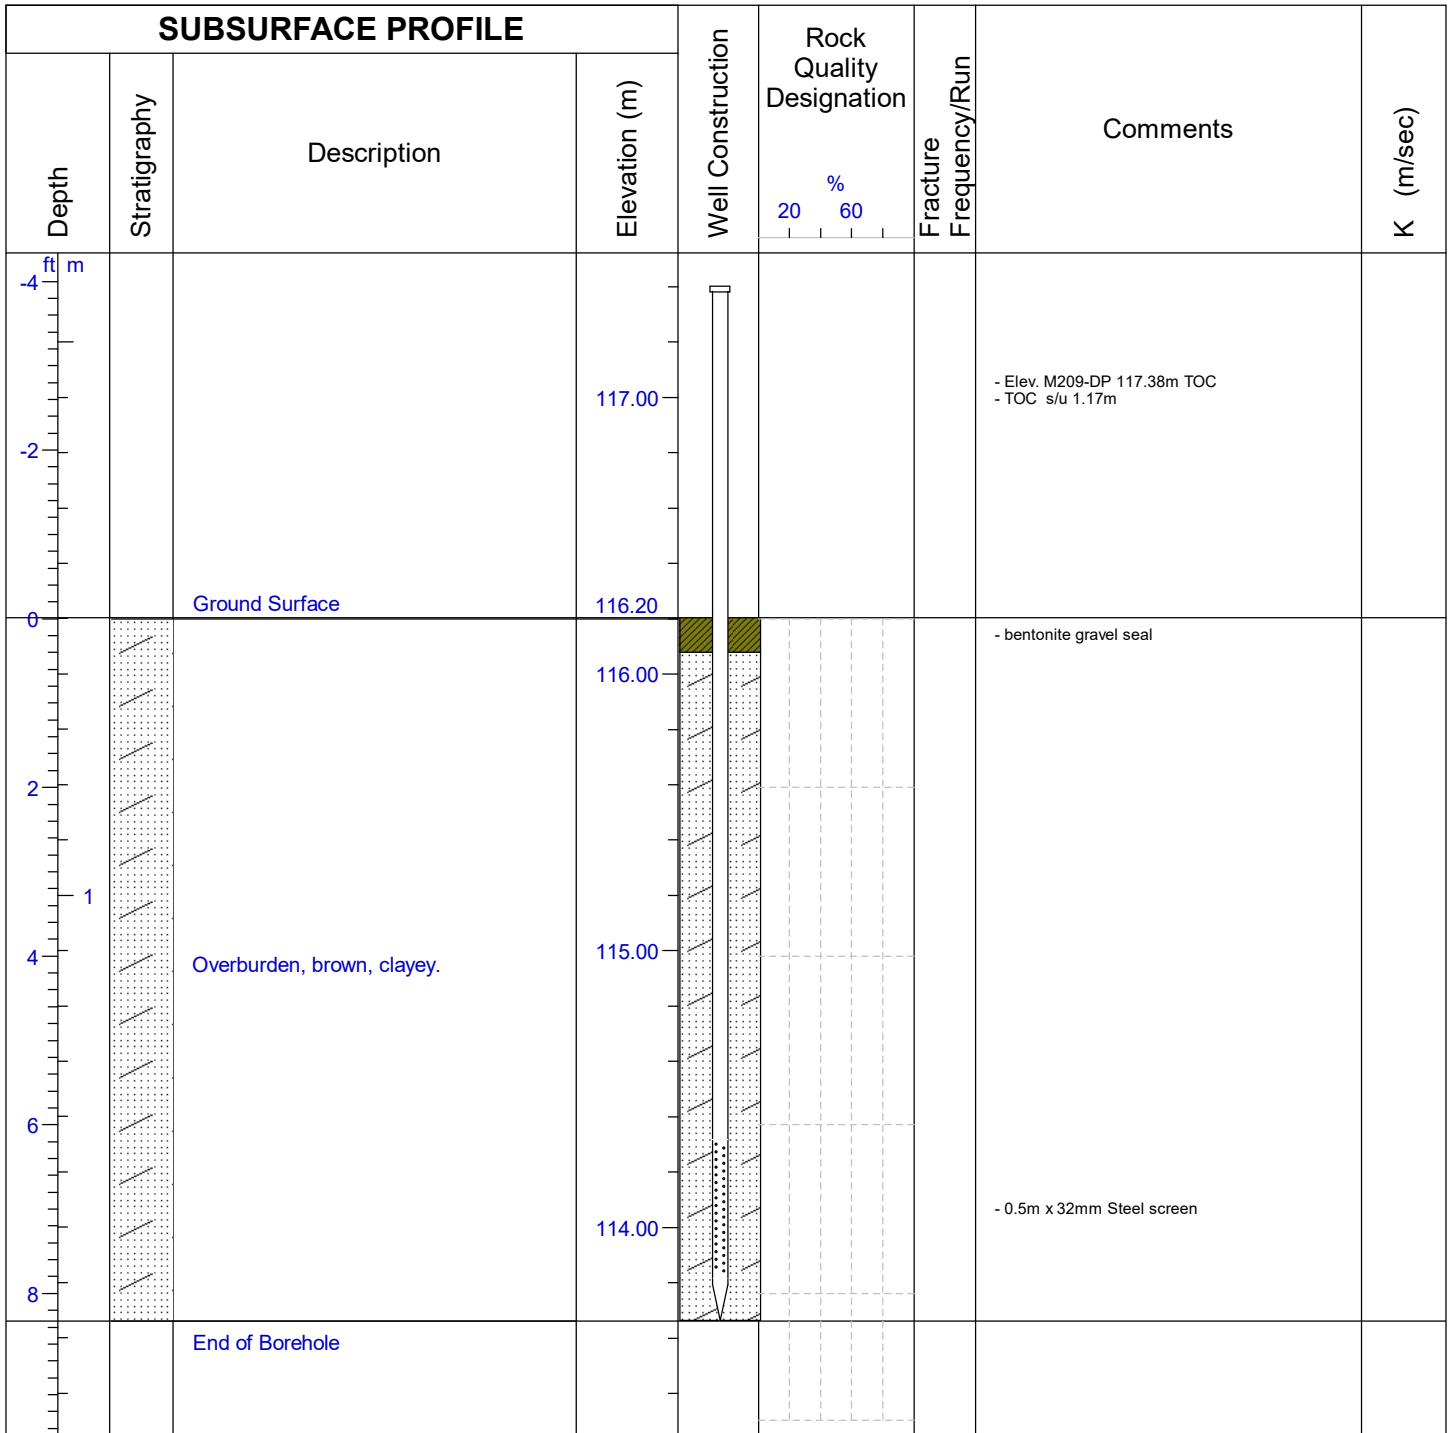 SUBSURFACE PROFILE
Depth
Stratigraphy
Description
Elevation (m)
Well Construction
Rock
Quality
Designation
%
20 60
Fracture
Frequency/Run
Comments
K (m/sec)
ft m
-4
- Elev. M209-DP 117.38m TOC
117.00
- TOC s/u 1.17m
-2
Ground Surface
116.20
0
- bentonite gravel seal
116.00
2
1
4
Overburden, brown, clayey.
115.00
6
- 0.5m x 32mm Steel screen
114.00
8
End of Borehole